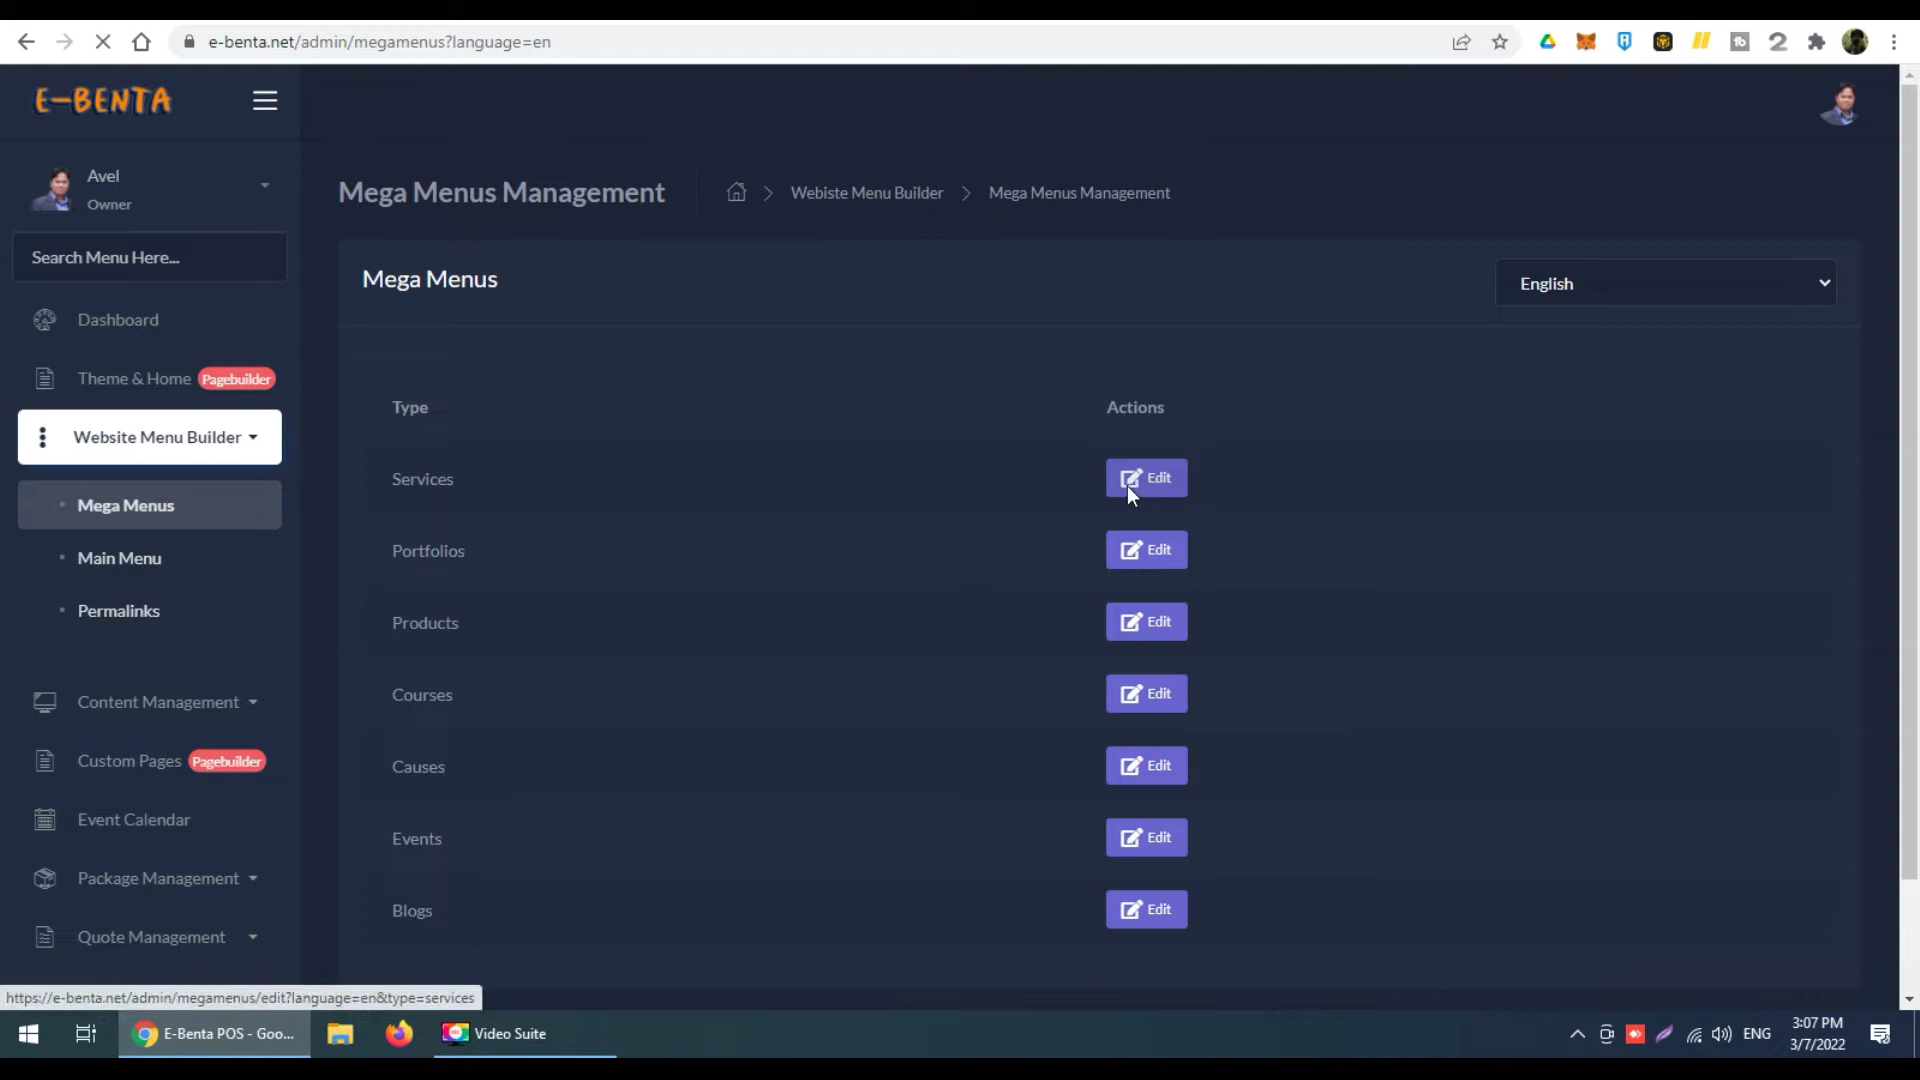 e-benta.net/admin/megamenus?language=en
E-BENTA
Avel
Owner
Search Menu Here...
Dashboard
Theme & Home Pagebuilder
Website Menu Builder
Mega Menus
Main Menu
Permalinks
Content Management
Custom Pages Pagebuilder
Event Calendar
Package Management
Quote Management
Mega Menus Management
Webiste Menu Builder
Mega Menus Management
Mega Menus
English
Type Actions
Services Edit
Portfolios Edit
Products Edit
Courses Edit
Causes Edit
Events Edit
Blogs Edit
https://e-benta.net/admin/megamenus/edit?language=en&type=services
E-Benta POS - Goo...
Video Suite
ENG
3:07 PM
3/7/2022